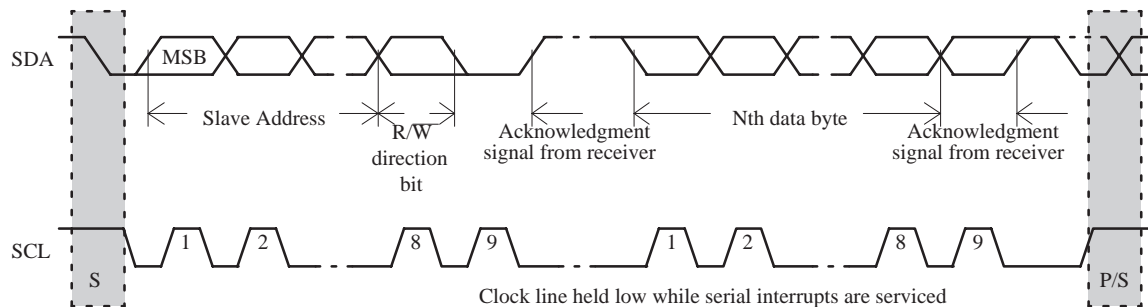 SDA
MSB
Slave Address
R/W
direction
bit
Acknowledgment
signal from receiver
Nth data byte
Acknowledgment
signal from receiver
SCL
1
2
8
9
1
2
8
9
S
Clock line held low while serial interrupts are serviced
P/S